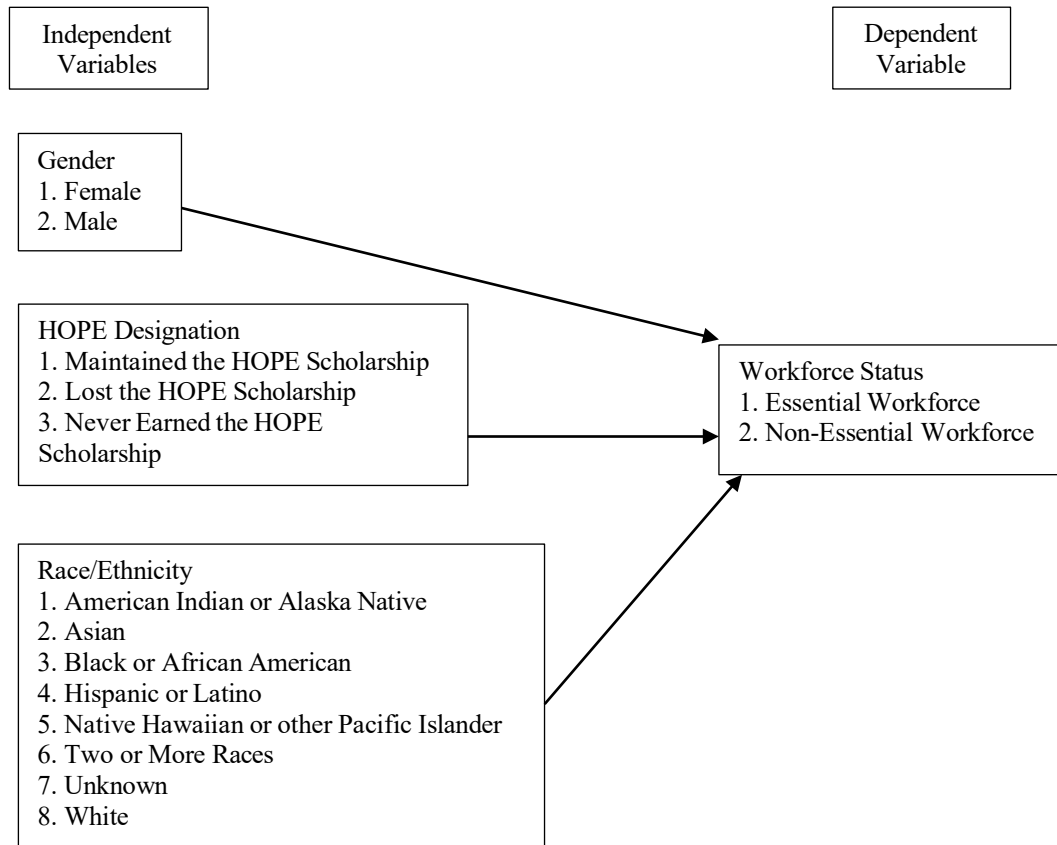 Independent
Variables
Dependent
Variable
Gender
1. Female
2. Male
HOPE Designation
1. Maintained the HOPE Scholarship
2. Lost the HOPE Scholarship
3. Never Earned the HOPE
Scholarship
Workforce Status
1. Essential Workforce
2. Non-Essential Workforce
Race/Ethnicity
1. American Indian or Alaska Native
2. Asian
3. Black or African American
4. Hispanic or Latino
5. Native Hawaiian or other Pacific Islander
6. Two or More Races
7. Unknown
8. White